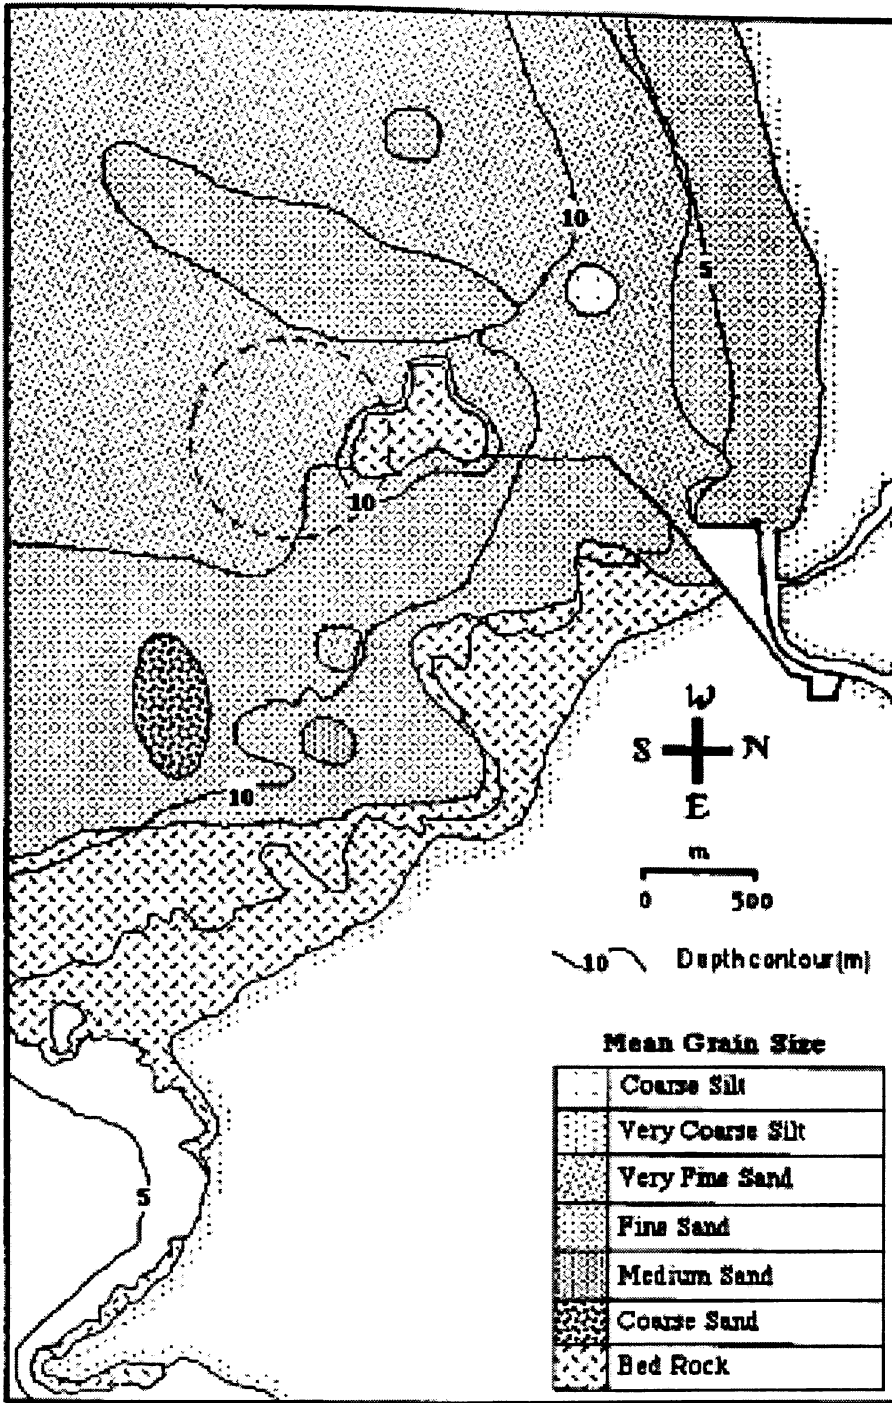 10
5
10
10
W
S N
E
m
0 500
10 Depth contour (m)
5
Mean Grain Size
Coarse Silt
Very Coarse Silt
Very Fine Sand
Fine Sand
Medium Sand
Coarse Sand
Bed Rock